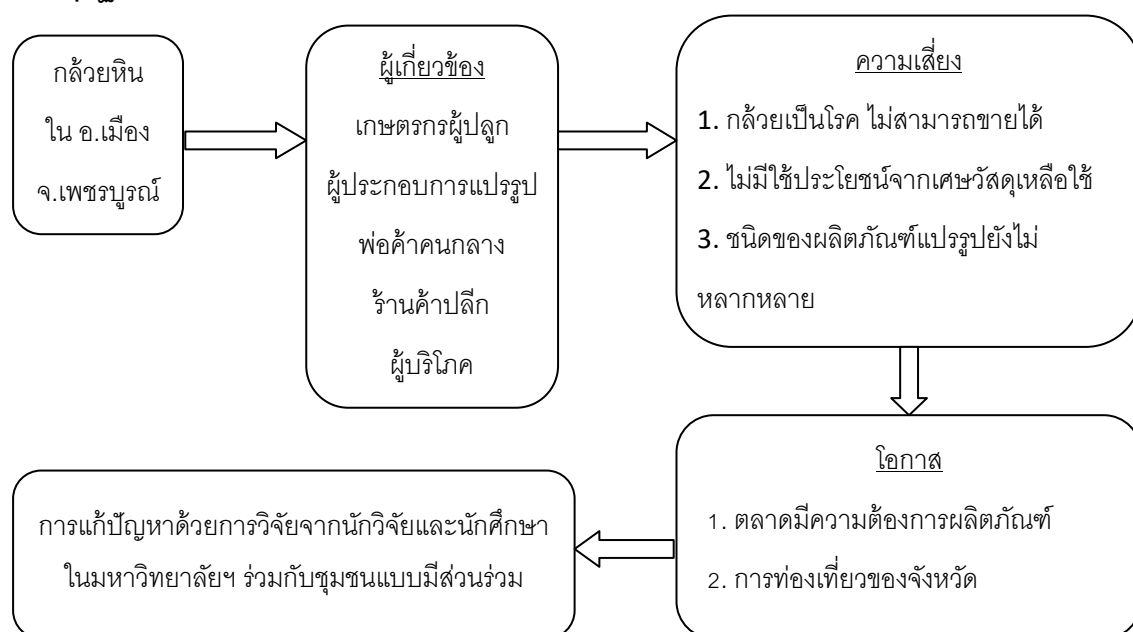 กล้วยหิน
ใน อ.เมือง
จ.เพชรบูรณ์
ผู้เกี่ยวข้อง
เกษตรกรผู้ปลูก
ผู้ประกอบการแปรรูป
พ่อค้าคนกลาง
ร้านค้าปลีก
ผู้บริโภค
ความเสี่ยง
1. กล้วยเป็นโรค ไม่สามารถขายได้
2. ไม่มีใช้ประโยชน์จากเศษวัสดุเหลือใช้
3. ชนิดของผลิตภัณฑ์แปรรูปยังไม่
หลากหลาย
โอกาส
1. ตลาดมีความต้องการผลิตภัณฑ์
2. การท่องเที่ยวของจังหวัด
การแก้ปัญหาด้วยการวิจัยจากนักวิจัยและนักศึกษา
ในมหาวิทยาลัยฯ ร่วมกับชุมชนแบบมีส่วนร่วม